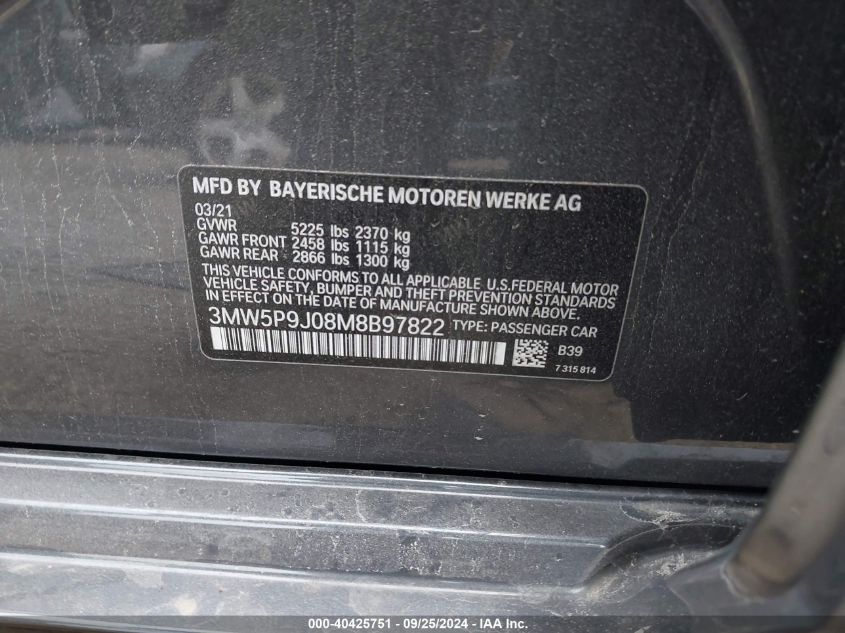 MFD BY BAYERISCHE MOTOREN WERKE AG
03/21
GVWR 5225 lbs 2370 kg
GAWR FRONT 2458 lbs 1115 kg
GAWR REAR 2866 lbs 1300 kg
THIS VEHICLE CONFORMS TO ALL APPLICABLE U.S.FEDERAL MOTOR
VEHICLE SAFETY, BUMPER AND THEFT PREVENTION STANDARDS
IN EFFECT ON THE DATE OF MANUFACTURE SHOWN ABOVE.
3MW5P9J08M8B97822 TYPE: PASSENGER CAR
B39
7 315 814
000-40425751 - 09/25/2024 - IAA Inc.